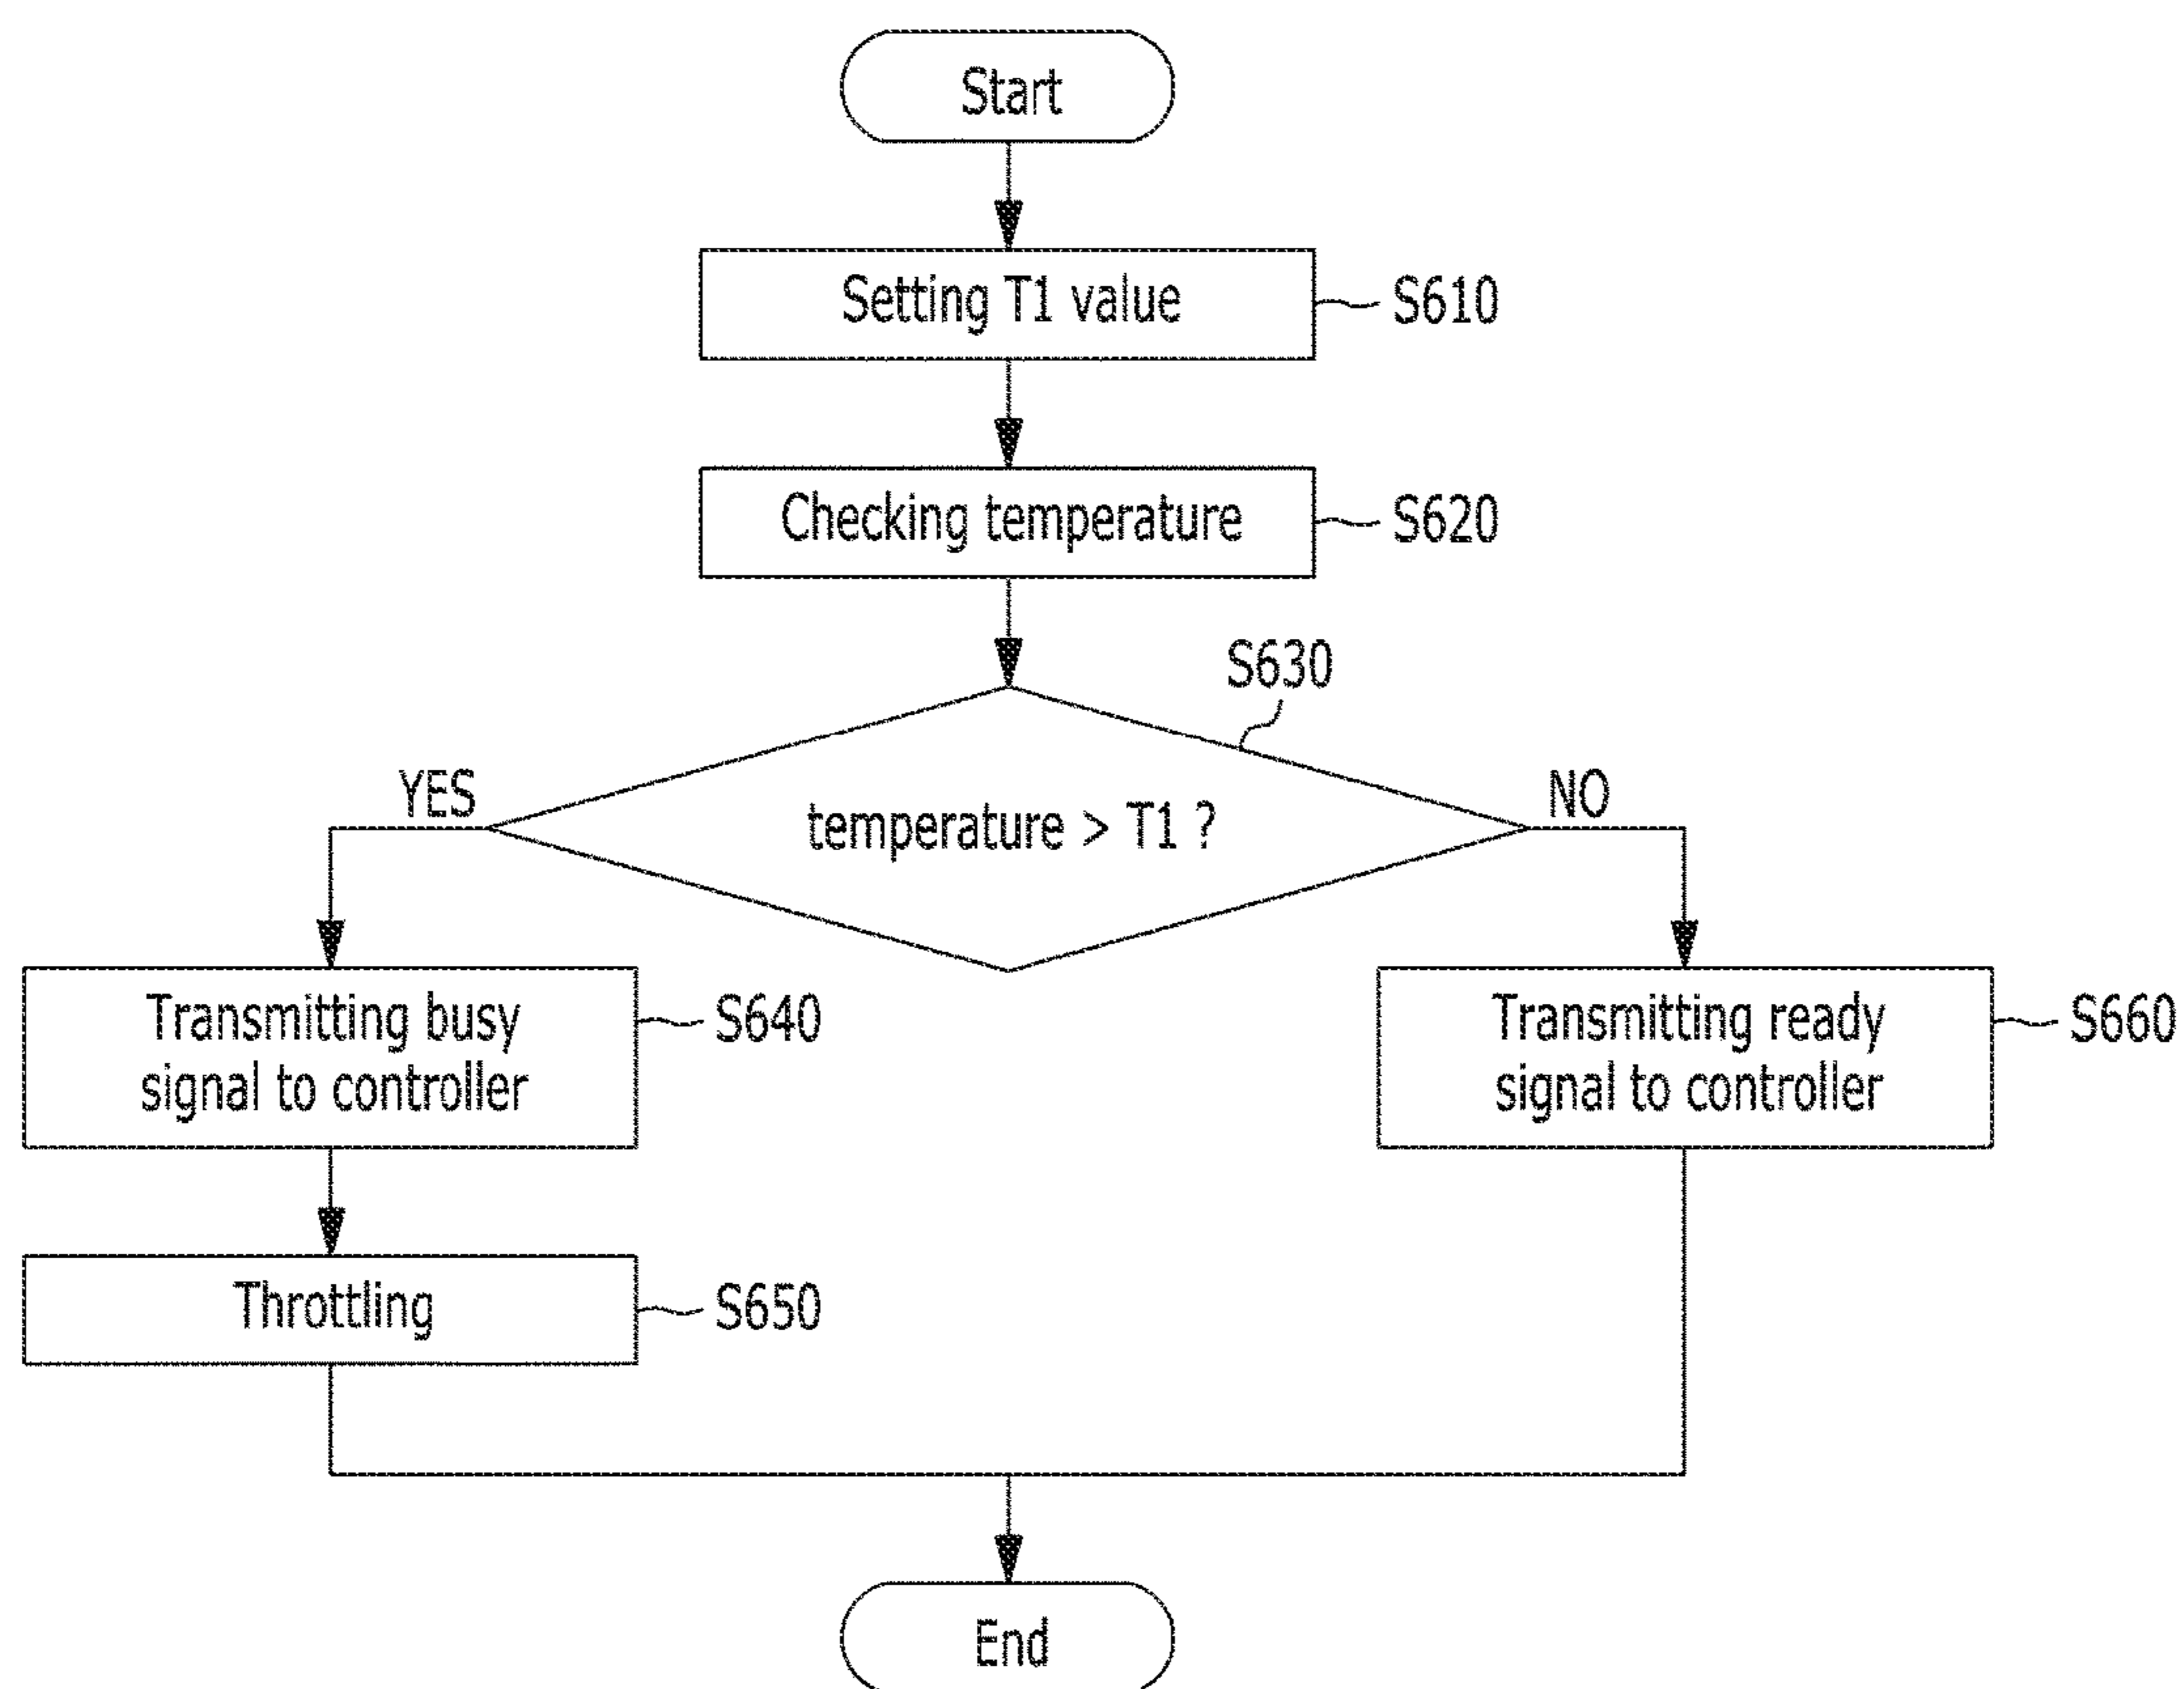 Start
Setting T1 value
S610
Checking temperature
S620
S630
YES
temperature > T1 ?
NO
Transmitting busy
signal to controller
S640
Transmitting ready
signal to controller
S660
Throttling
S650
End